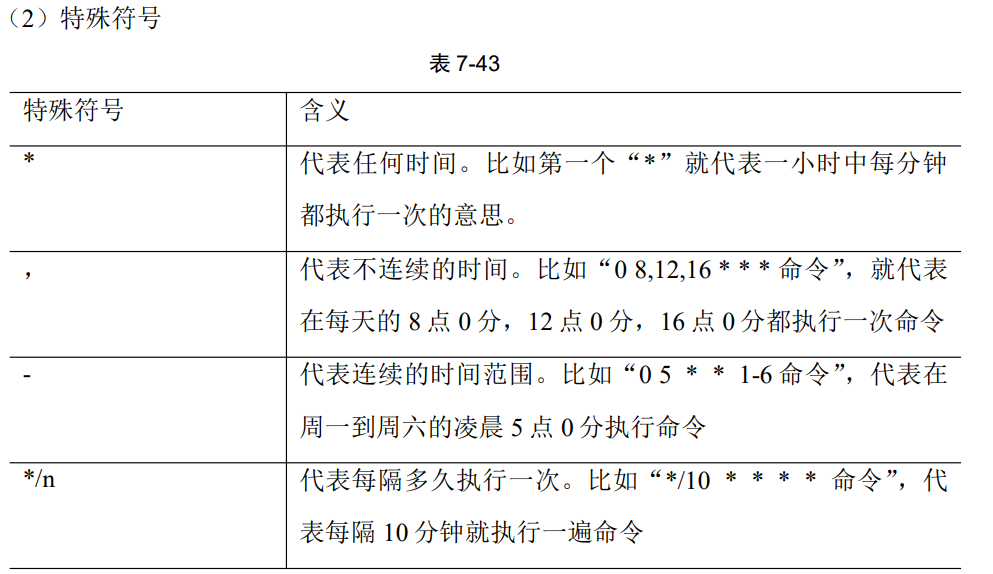 （2）特殊符号
表 7-43
特殊符号 含义
* 代表任何时间。比如第一个“*”就代表一小时中每分钟
都执行一次的意思。
， 代表不连续的时间。比如“0 8,12,16 * * * 命令”，就代表
在每天的 8 点 0 分，12 点 0 分，16 点 0 分都执行一次命令
- 代表连续的时间范围。比如“0 5 * * 1-6 命令”，代表在
周一到周六的凌晨 5 点 0 分执行命令
*/n 代表每隔多久执行一次。比如“*/10 * * * * 命令”，代
表每隔 10 分钟就执行一遍命令